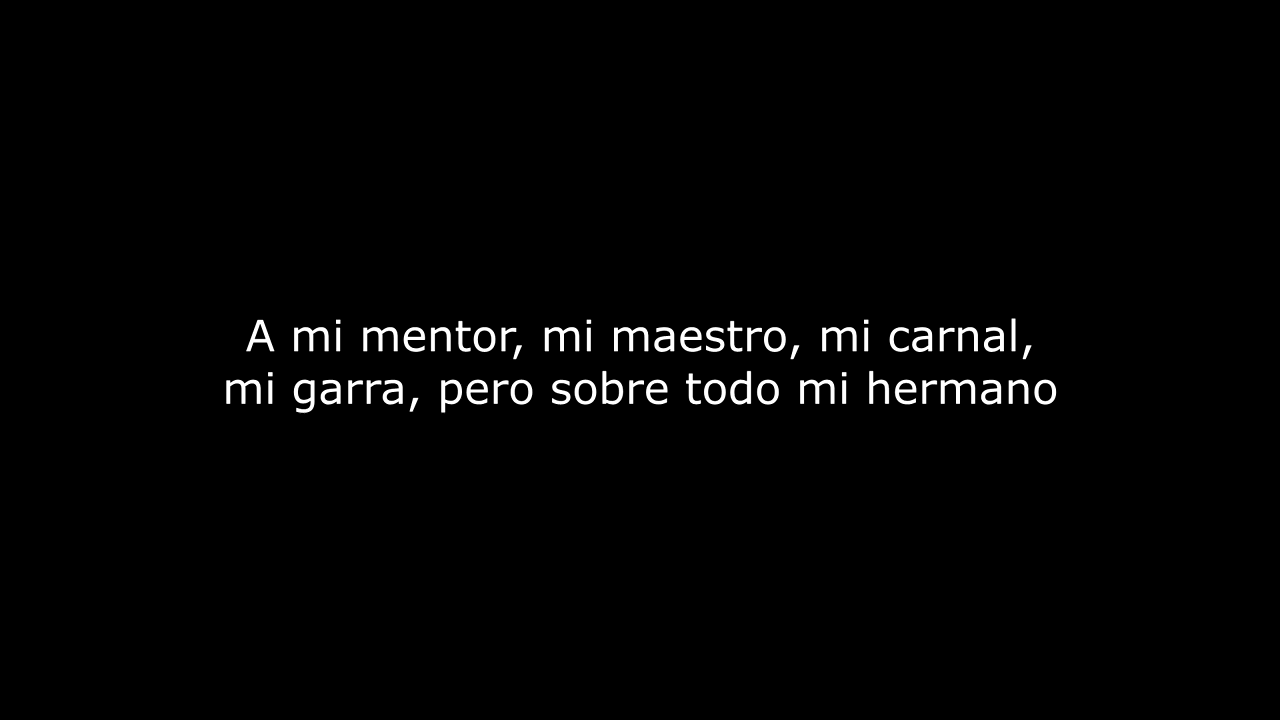 A mi mentor, mi maestro, mi carnal,
mi garra, pero sobre todo mi hermano